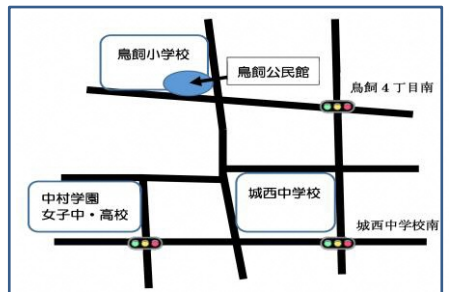 鳥飼小学校
鳥飼公民館
鳥飼4丁目南
中村学園
女子中・高校
城西中学校
城西中学校南